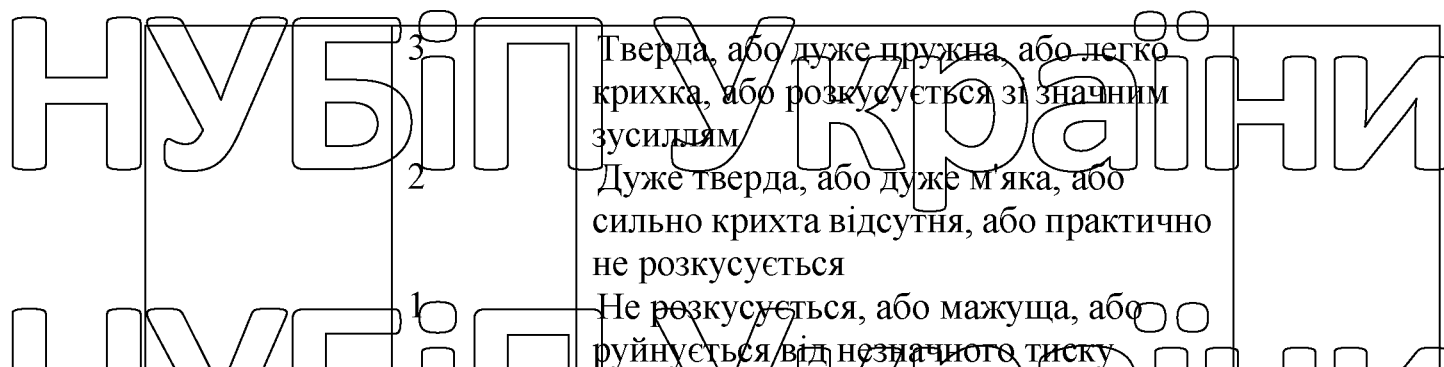 НУБіП України
3 Тверда, або дуже пружна, або легко
крихка, або розкусується зі значним
зусиллям
2 Дуже тверда, або дуже м'яка, або
сильно крихта відсутня, або практично
не розкусується
1 Не розкусується, або мажуща, або
руйнується від незначного тиску
НУБіП України